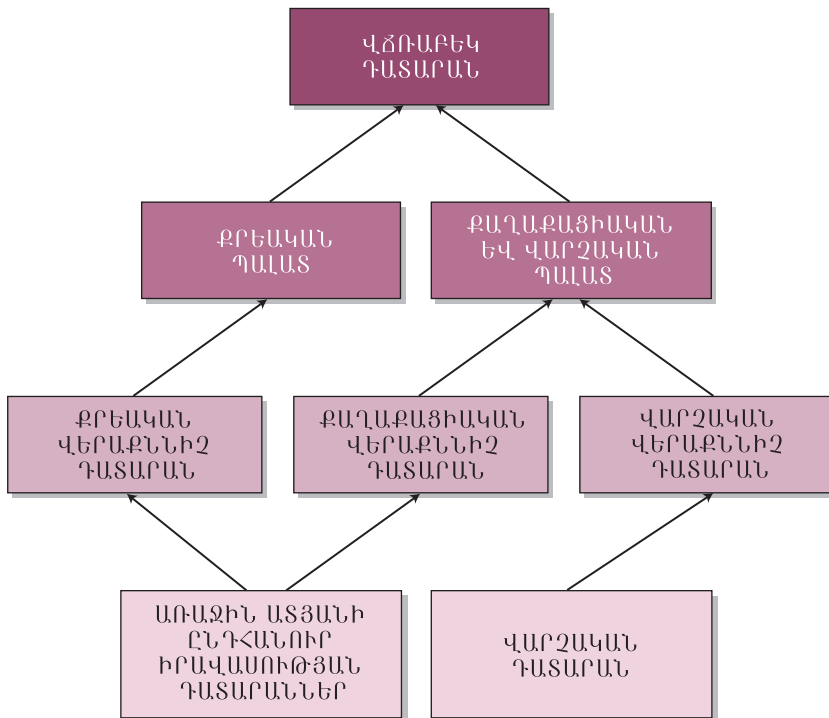 ՎՃՌԱԲԵԿ
ԴԱՏԱՐԱՆ
ՔՐԵԱԿԱՆ
ՊԱԼԱՏ
ՔԱՂԱՔԱՑԻԱԿԱՆ
ԵՎ ՎԱՐՉԱԿԱՆ
ՊԱԼԱՏ
ՔՐԵԱԿԱՆ
ՎԵՐԱՔՆՆԻՉ
ԴԱՏԱՐԱՆ
ՔԱՂԱՔԱՑԻԱԿԱՆ
ՎԵՐԱՔՆՆԻՉ
ԴԱՏԱՐԱՆ
ՎԱՐՉԱԿԱՆ
ՎԵՐԱՔՆՆԻՉ
ԴԱՏԱՐԱՆ
ԱՌԱՋԻՆ ԱՏՅԱՆԻ
ԸՆԴՀԱՆՈՒՐ
ԻՐԱՎԱՍՈՒԹՅԱՆ
ԴԱՏԱՐԱՆՆԵՐ
ՎԱՐՉԱԿԱՆ
ԴԱՏԱՐԱՆ